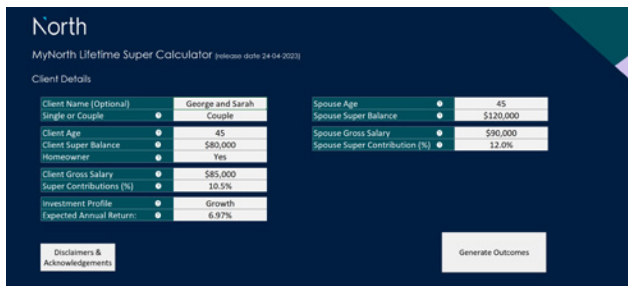 North
MyNorth Lifetime Super Calculator (release date 24-04-2023)
Client Details
Client Name (Optional) George and Sarah
Single or Couple ? Couple
Client Age ? 45
Client Super Balance ? $80,000
Homeowner ? Yes
Client Gross Salary ? $85,000
Super Contributions (%) ? 10.5%
Investment Profile ? Growth
Expected Annual Return: ? 6.97%
Spouse Age ? 45
Spouse Super Balance ? $120,000
Spouse Gross Salary ? $90,000
Spouse Super Contribution (%) ? 12.0%
Disclaimers &
Acknowledgements
Generate Outcomes